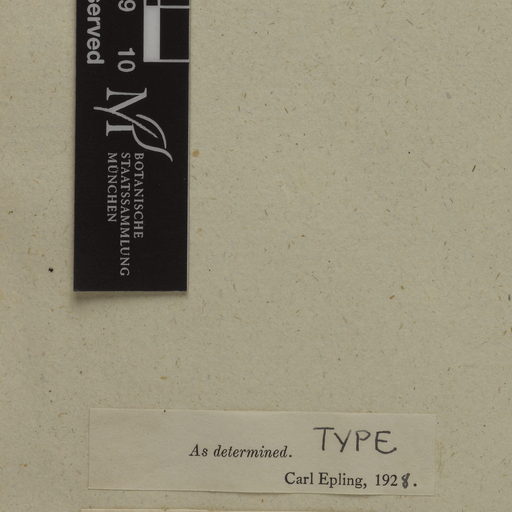 served
9 10
M
BOTANISCHE
STAATSSAMMLUNG
MÜNCHEN
As determined. TYPE
Carl Epling, 1928.